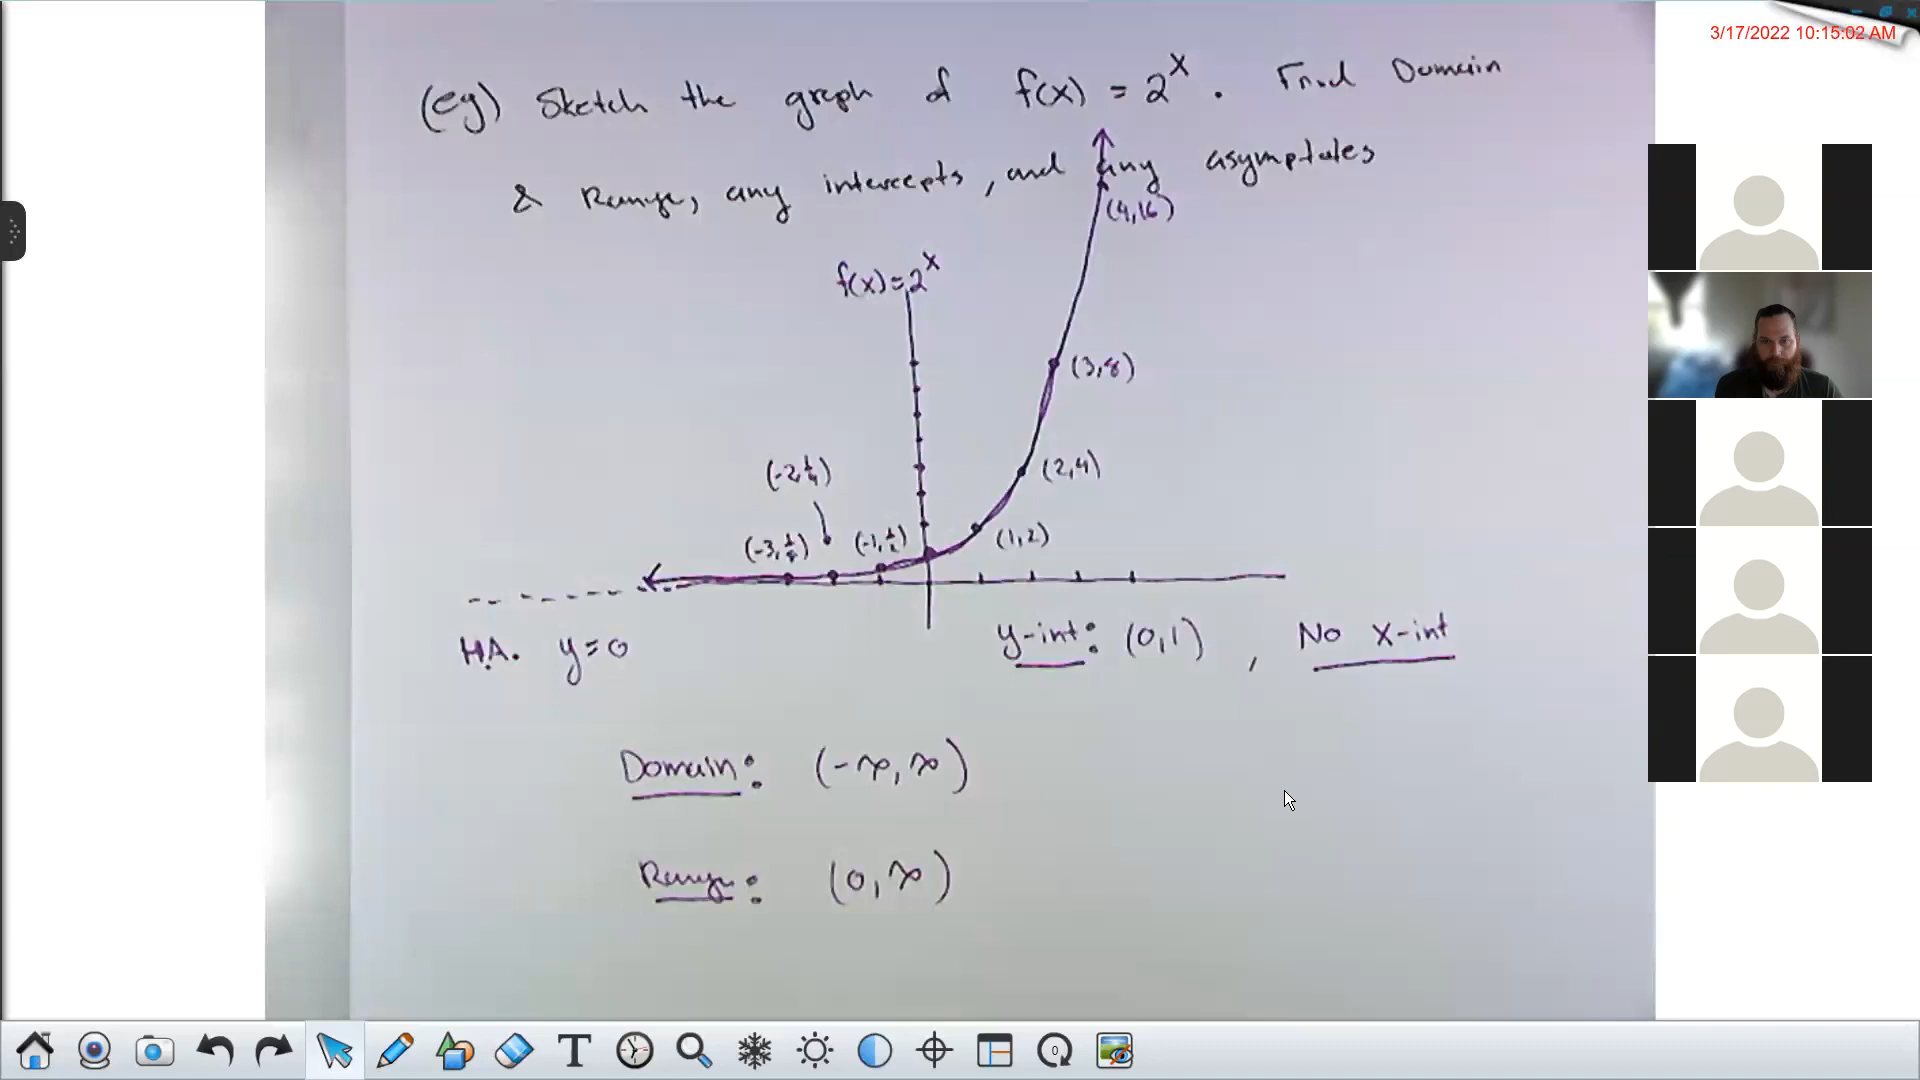 3/17/2022 10:15:02 AM
(eg) Sketch the graph of f(x) = 2^x. Find Domain
& Range, any intercepts, and any asymptotes
(4,16)
f(x)=2^x
(3,8)
(-2,1/4)
(2,4)
(-3,1/8) (-1,1/2) (1,2)
H.A. y=0
y-int: (0,1) , No x-int
Domain: (-∞,∞)
Range: (0,∞)
T
0